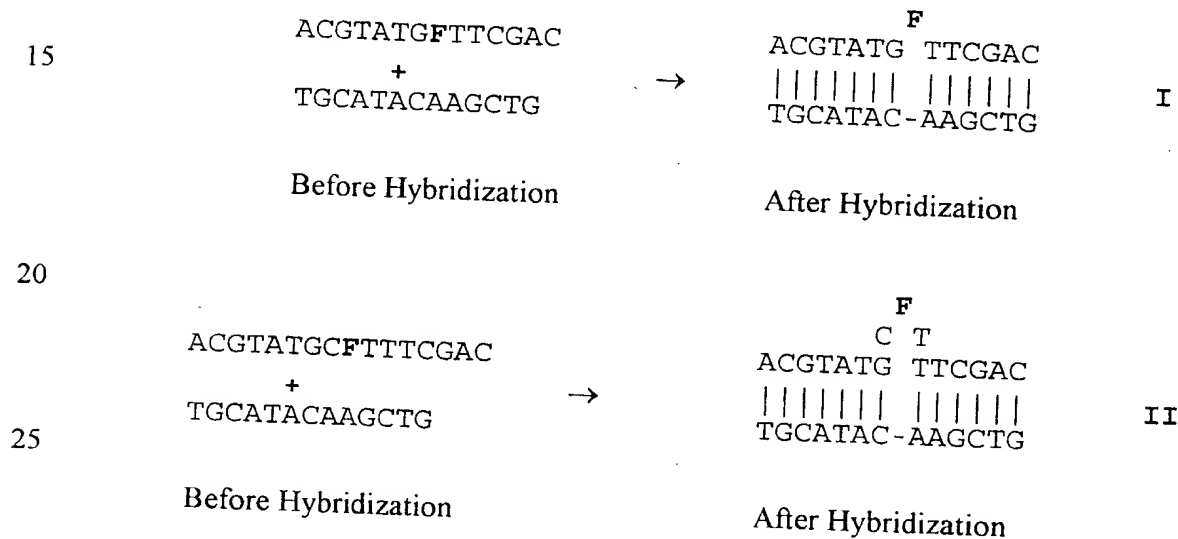 F
15 ACGTATGFTTCGAC ACGTATG TTCGAC
+ → ||||||| |||||| I
TGCATACAAGCTG TGCATAC-AAGCTG
Before Hybridization After Hybridization
20
F
C T
ACGTATGCFTTTCGAC ACGTATG TTCGAC
+ → ||||||| |||||| II
25 TGCATACAAGCTG TGCATAC-AAGCTG
Before Hybridization After Hybridization